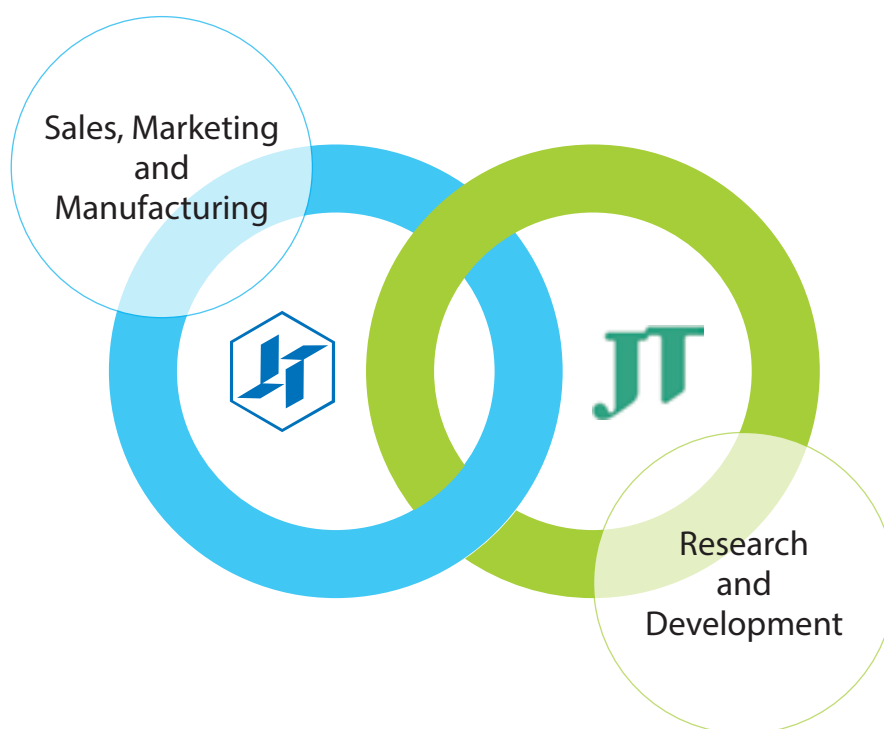 Sales, Marketing
and
Manufacturing
JT
Research
and
Development